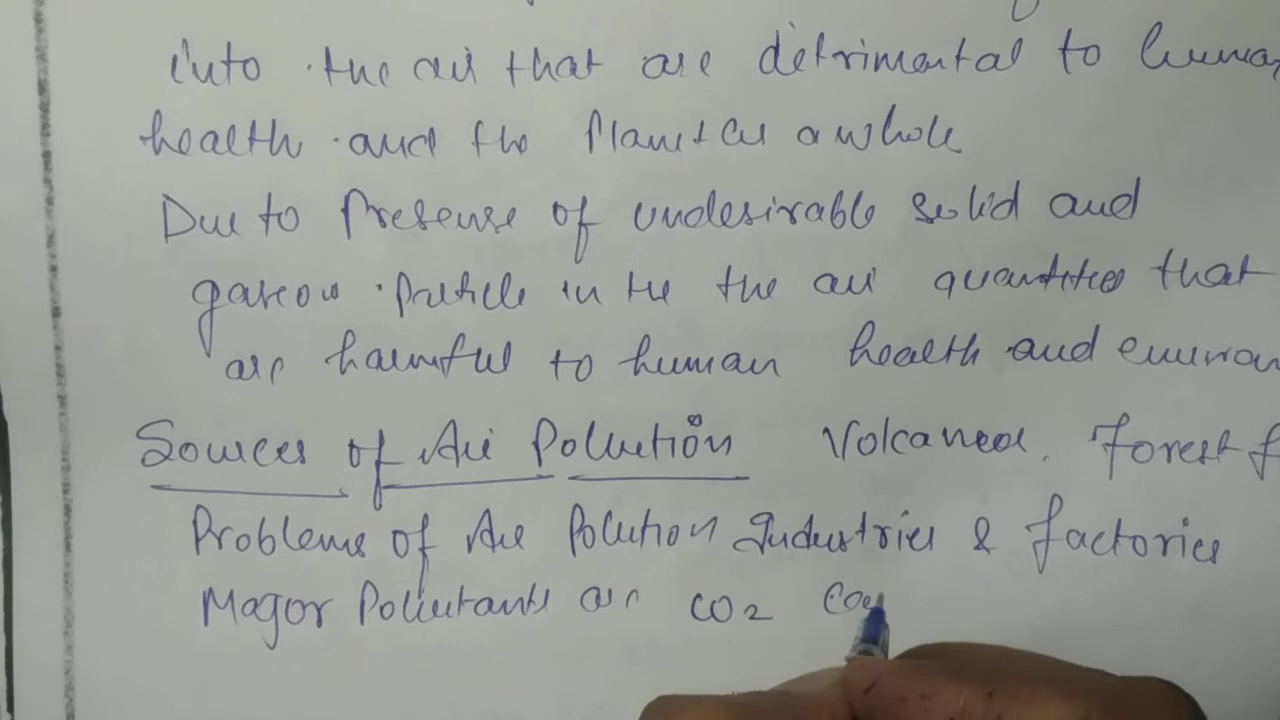 into the air that are detrimental to human
health and the Planet as a whole
Due to Presense of undesirable solid and
gaseous Particle in the the air quantities that
are harmful to human health and environ
Sources of Air Pollution Volcanoes. Forest f
Problems of Air Polution Industries & factories
Major Pollutants are CO2